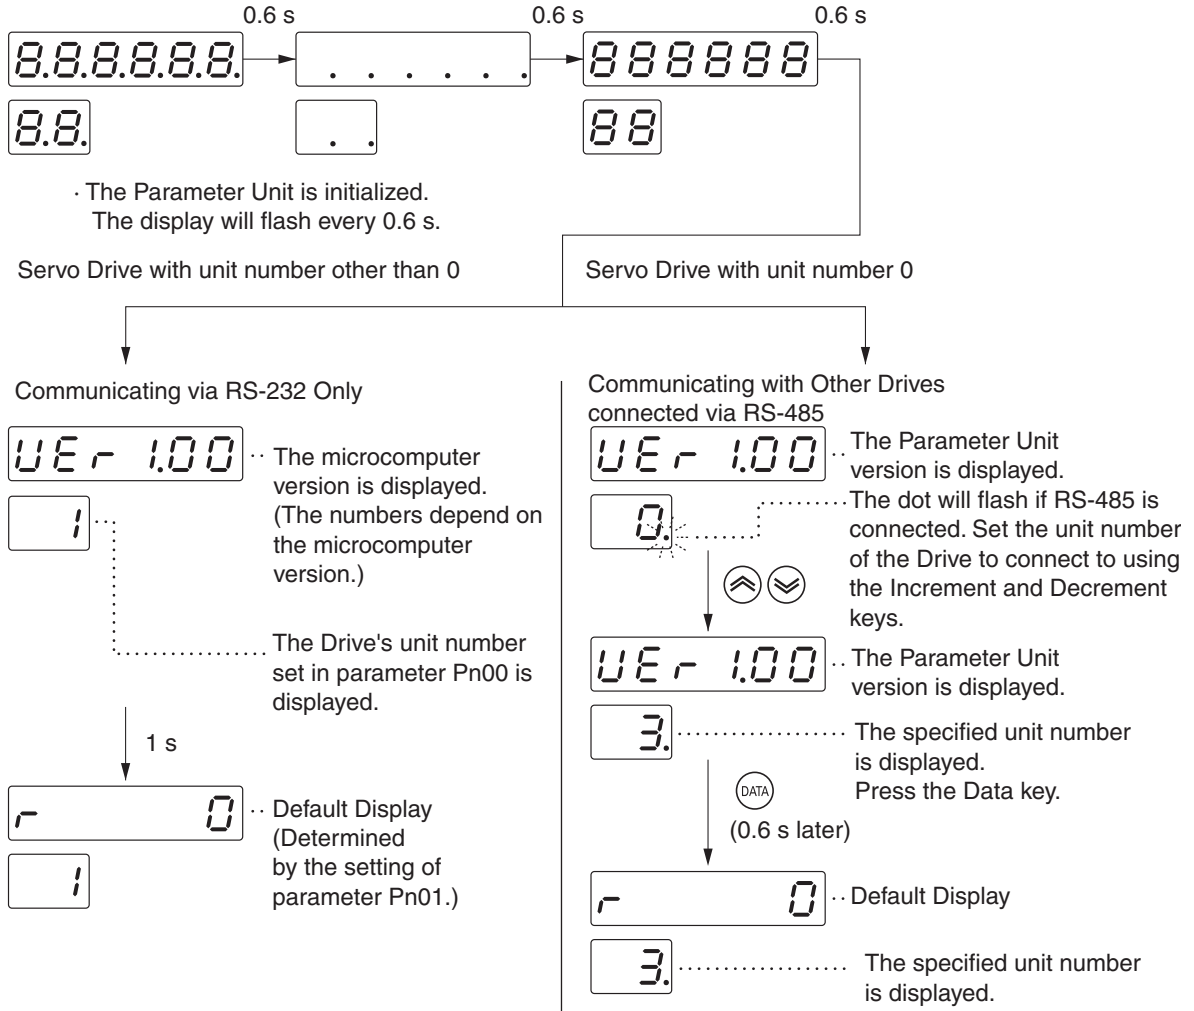 0.6 s 0.6 s 0.6 s
8.8.8.8.8.8. . . . . . . 888888
8.8. . . 88
· The Parameter Unit is initialized.
The display will flash every 0.6 s.
Servo Drive with unit number other than 0
Servo Drive with unit number 0
Communicating via RS-232 Only
UEr 1.00
The microcomputer
version is displayed.
(The numbers depend on
the microcomputer
version.)
1
The Drive's unit number
set in parameter Pn00 is
displayed.
1 s
r 0
Default Display
(Determined
by the setting of
parameter Pn01.)
1
Communicating with Other Drives
connected via RS-485
UEr 1.00
The Parameter Unit
version is displayed.
0.
The dot will flash if RS-485 is
connected. Set the unit number
of the Drive to connect to using
the Increment and Decrement
keys.
UEr 1.00
The Parameter Unit
version is displayed.
3.
The specified unit number
is displayed.
Press the Data key.
DATA
(0.6 s later)
r 0
Default Display
3.
The specified unit number
is displayed.